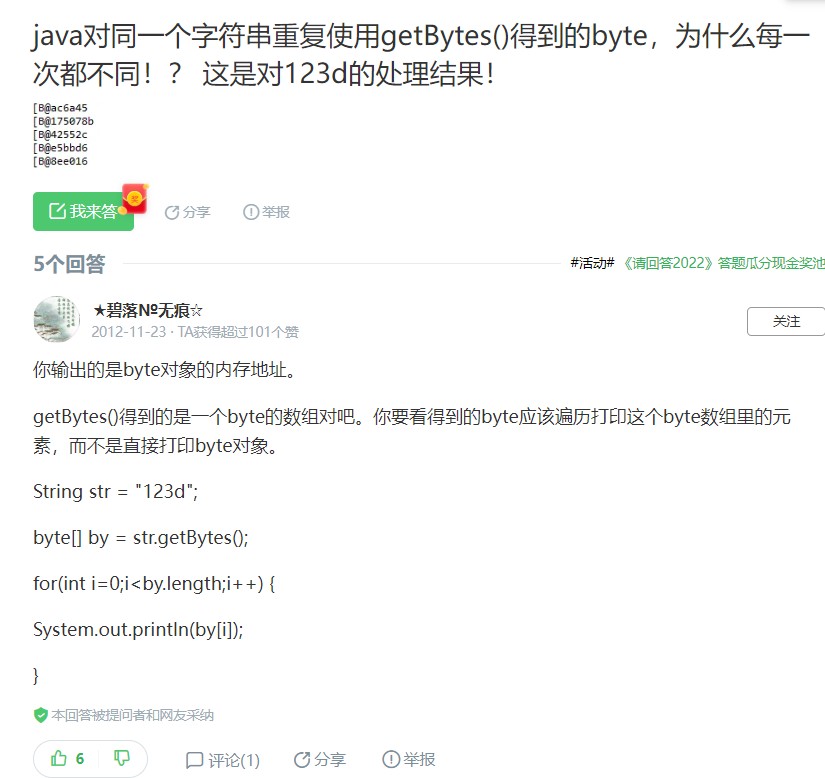 java对同一个字符串重复使用getBytes()得到的byte，为什么每一
次都不同！？ 这是对123d的处理结果！
[B@ac6a45
[B@175078b
[B@42552c
[B@e5bbd6
[B@8ee016
我来答
分享
举报
5个回答
#活动#《请回答2022》答题瓜分现金奖池
★碧落№无痕☆
2012-11-23 · TA获得超过101个赞
关注
你输出的是byte对象的内存地址。
getBytes()得到的是一个byte的数组对吧。你要看得到的byte应该遍历打印这个byte数组里的元
素，而不是直接打印byte对象。
String str = "123d";
byte[] by = str.getBytes();
for(int i=0;i<by.length;i++) {
System.out.println(by[i]);
}
本回答被提问者和网友采纳
6
评论(1)
分享
举报